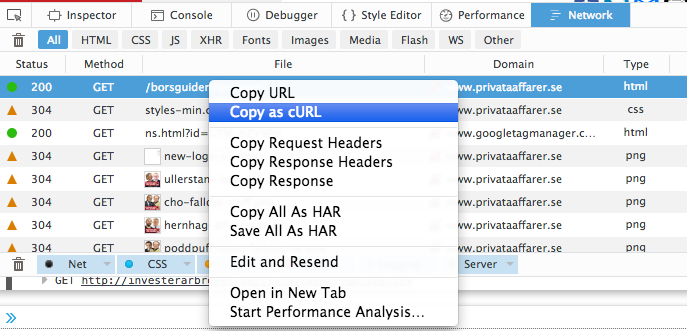 Inspector Console Debugger Style Editor Performance Network
All HTML CSS JS XHR Fonts Images Media Flash WS Other
Status Method File Domain Type
200 GET /borsguider www.privataaffarer.se html
304 GET styles-min.c www.privataaffarer.se css
200 GET ns.html?id= www.googletagmanager.c... html
304 GET new-log www.privataaffarer.se png
304 GET ullerstan www.privataaffarer.se png
304 GET cho-fallo www.privataaffarer.se png
304 GET hernhag www.privataaffarer.se png
304 GET poddpuf www.privataaffarer.se png
Copy URL
Copy as cURL
Copy Request Headers
Copy Response Headers
Copy Response
Copy All As HAR
Save All As HAR
Edit and Resend
Open in New Tab
Start Performance Analysis...
Net CSS Server
GET http://investerarbr